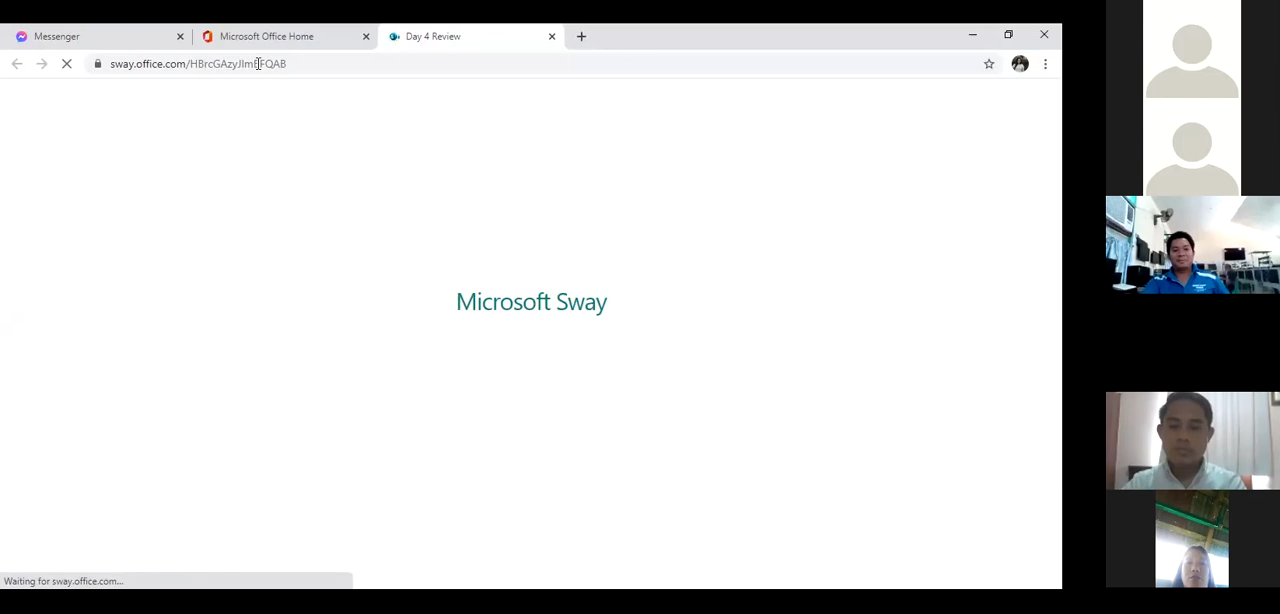 Messenger
Microsoft Office Home
Day 4 Review
Microsoft Sway
Waiting for sway.office.com...